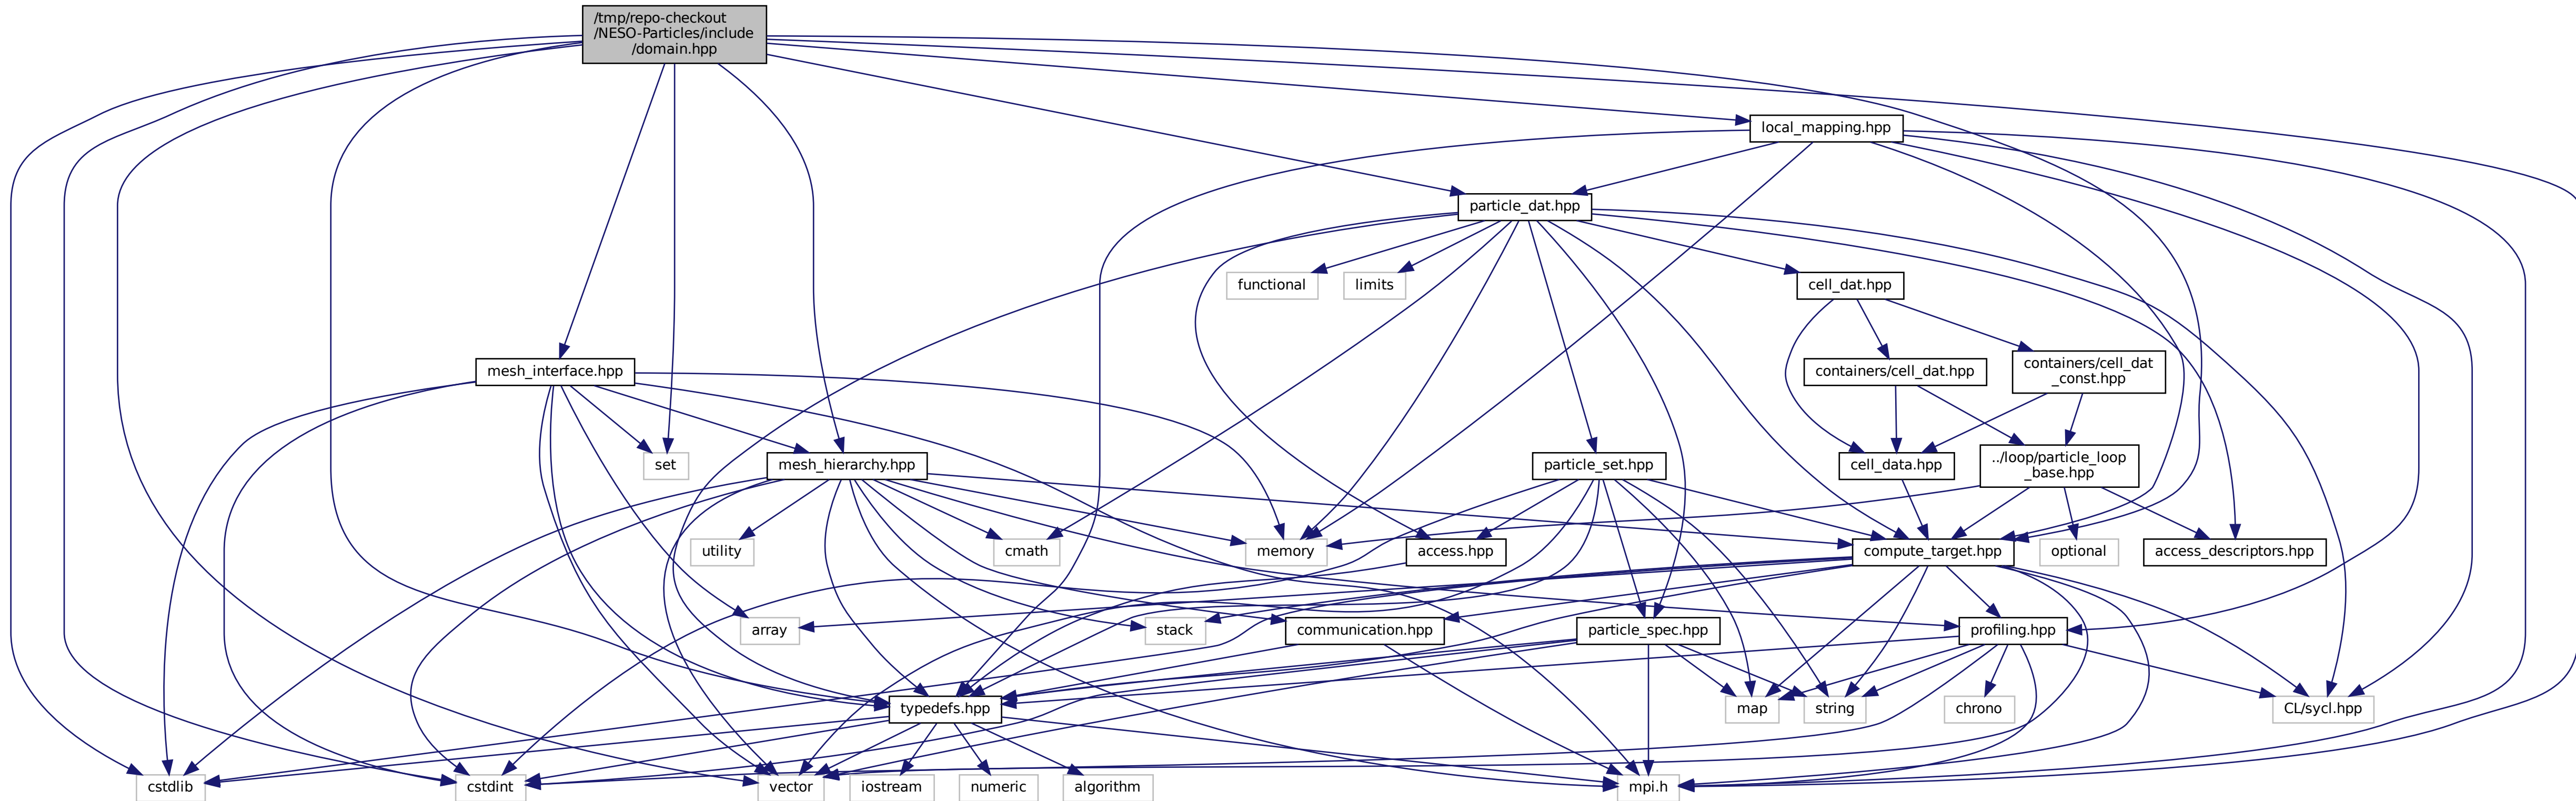 /tmp/repo-checkout
/NESO-Particles/include
/domain.hpp
local_mapping.hpp
particle_dat.hpp
functional
limits
cell_dat.hpp
mesh_interface.hpp
containers/cell_dat.hpp
containers/cell_dat
_const.hpp
set
mesh_hierarchy.hpp
particle_set.hpp
cell_data.hpp
../loop/particle_loop
_base.hpp
utility
cmath
memory
access.hpp
compute_target.hpp
optional
access_descriptors.hpp
array
stack
communication.hpp
particle_spec.hpp
profiling.hpp
typedefs.hpp
map
string
chrono
CL/sycl.hpp
cstdlib
cstdint
vector
iostream
numeric
algorithm
mpi.h